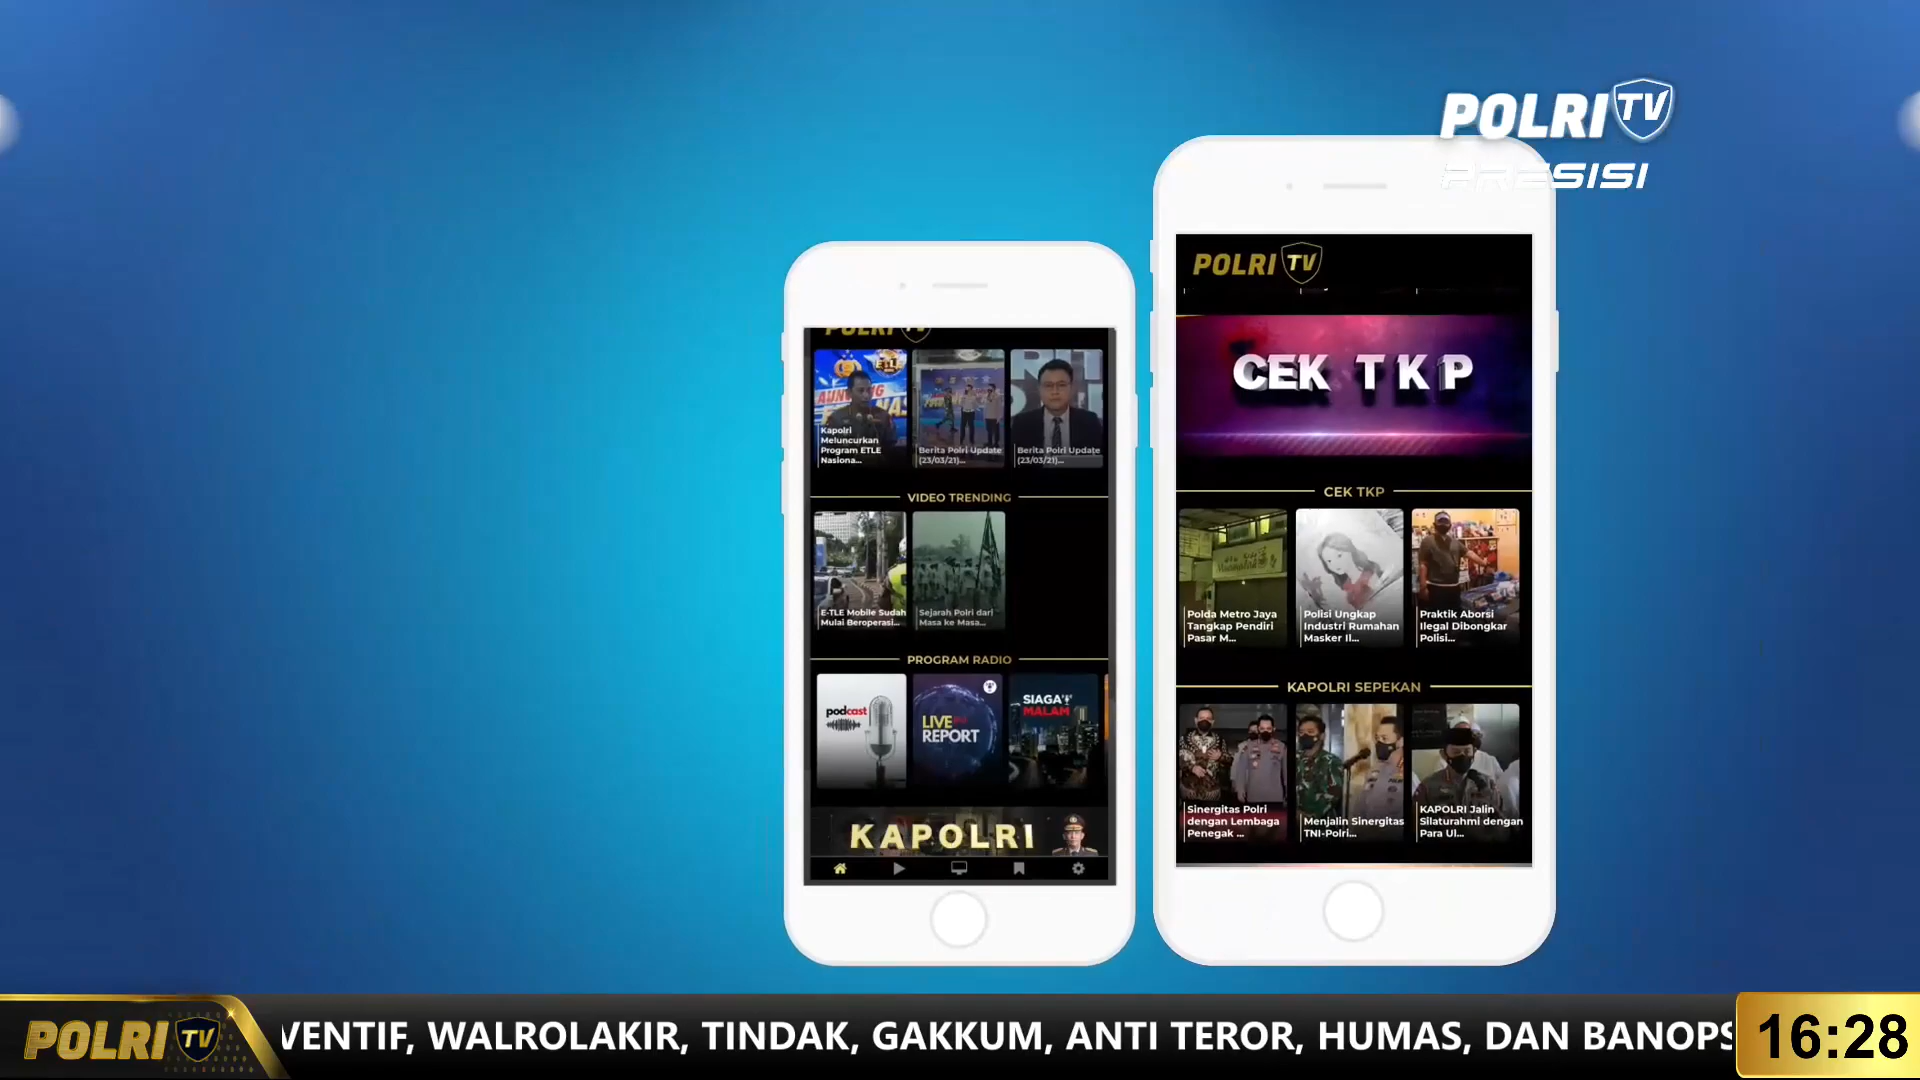 POLRI TV
PRESISI
POLRI TV
Kapolri
Meluncurkan
Program ETLE
Nasiona...
Berita Polri Update
(23/03/21)...
Berita Polri Update
(23/03/21)...
VIDEO TRENDING
E-TLE Mobile Sudah
Mulai Beroperasi...
Sejarah Polri dari
Masa ke Masa...
PROGRAM RADIO
podcast
LIVE
REPORT
SIAGA
MALAM
KAPOLRI
POLRI TV
CEK TKP
CEK TKP
Polda Metro Jaya
Tangkap Pendiri
Pasar M...
Polisi Ungkap
Industri Rumahan
Masker Il...
Praktik Aborsi
Ilegal Dibongkar
Polisi...
KAPOLRI SEPEKAN
Sinergitas Polri
dengan Lembaga
Penegak ...
Menjalin Sinergitas
TNI-Polri...
KAPOLRI Jalin
Silaturahmi dengan
Para Ul...
POLRI TV
VENTIF, WALROLAKIR, TINDAK, GAKKUM, ANTI TEROR, HUMAS, DAN BANOPS
16:28